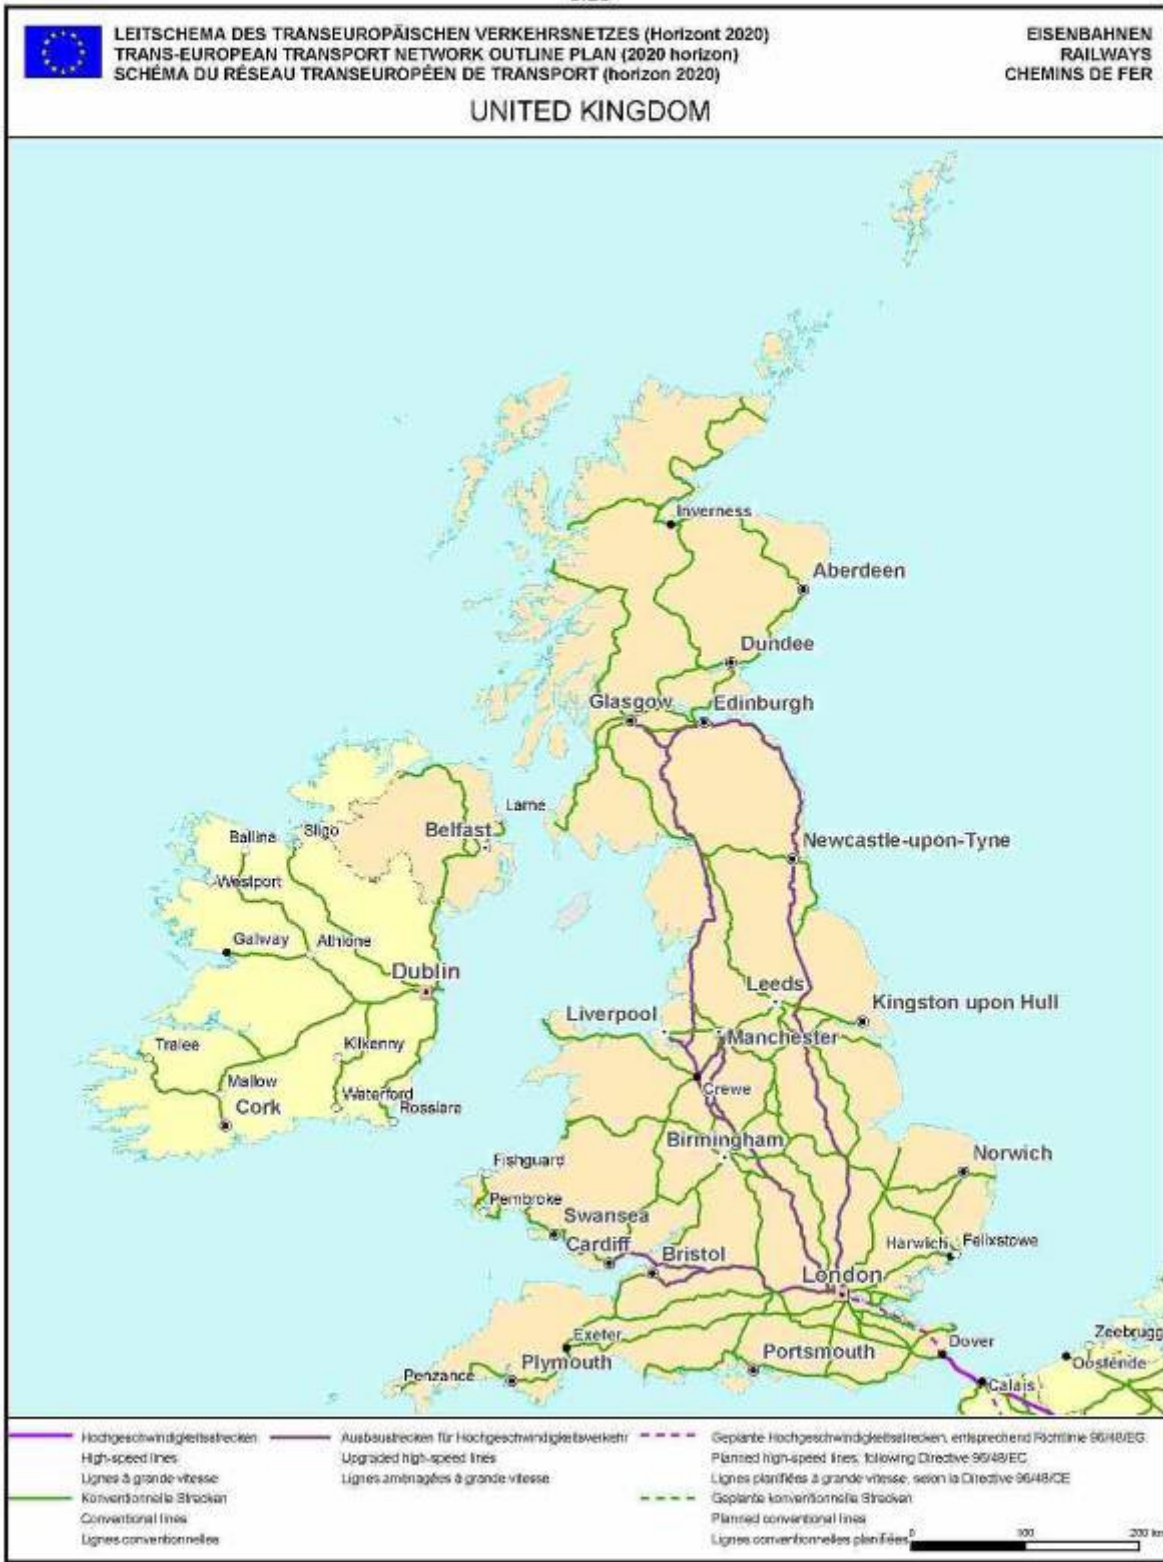 LEITSCHEMA DES TRANSEUROPÄISCHEN VERKEHRSNETZES (Horizont 2020)
TRANS-EUROPEAN TRANSPORT NETWORK OUTLINE PLAN (2020 horizon)
SCHÉMA DU RÉSEAU TRANSEUROPÉEN DE TRANSPORT (horizon 2020)
EISENBAHNEN
RAILWAYS
CHEMINS DE FER
UNITED KINGDOM
Inverness
Aberdeen
Dundee
Glasgow
Edinburgh
Larne
Belfast
Ballina
Sligo
Newcastle-upon-Tyne
Westport
Galway
Athlone
Dublin
Leeds
Kingston upon Hull
Liverpool
Manchester
Tralee
Kilkenny
Crewe
Mallow
Waterford
Rosslare
Cork
Birmingham
Norwich
Fishguard
Pembroke
Swansea
Cardiff
Bristol
Harwich
Felixstowe
London
Exeter
Dover
Zeebrugg
Plymouth
Portsmouth
Oostende
Penzance
Calais
Hochgeschwindigkeitsstrecken
High-speed lines
Lignes à grande vitesse
Konventionelle Strecken
Conventional lines
Lignes conventionnelles
Ausbaustrecken für Hochgeschwindigkeitsverkehr
Upgraded high-speed lines
Lignes aménagées à grande vitesse
Geplante Hochgeschwindigkeitsstrecken, entsprechend Richtlinie 96/48/EG
Planned high-speed lines, following Directive 96/48/EC
Lignes planifiées à grande vitesse, selon la Directive 96/48/CE
Geplante konventionelle Strecken
Planned conventional lines
Lignes conventionnelles planifiées
0 100 200 km